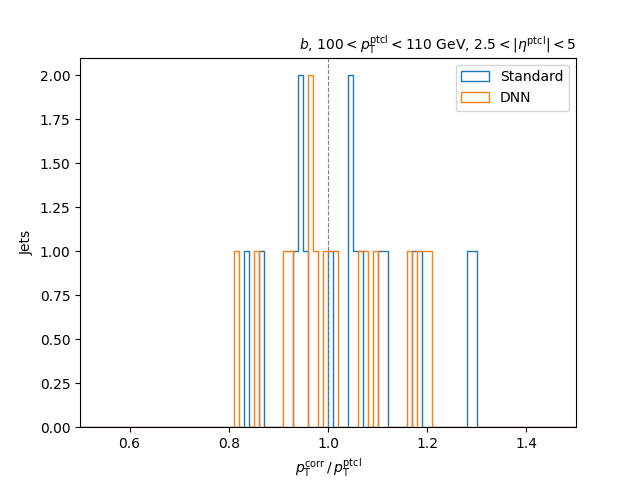 b, 100 < p_T^ptcl < 110 GeV, 2.5 < |η^ptcl| < 5
Standard
DNN
2.00
1.75
1.50
1.25
1.00
0.75
0.50
0.25
0.00
Jets
0.6 0.8 1.0 1.2 1.4
p_T^corr / p_T^ptcl